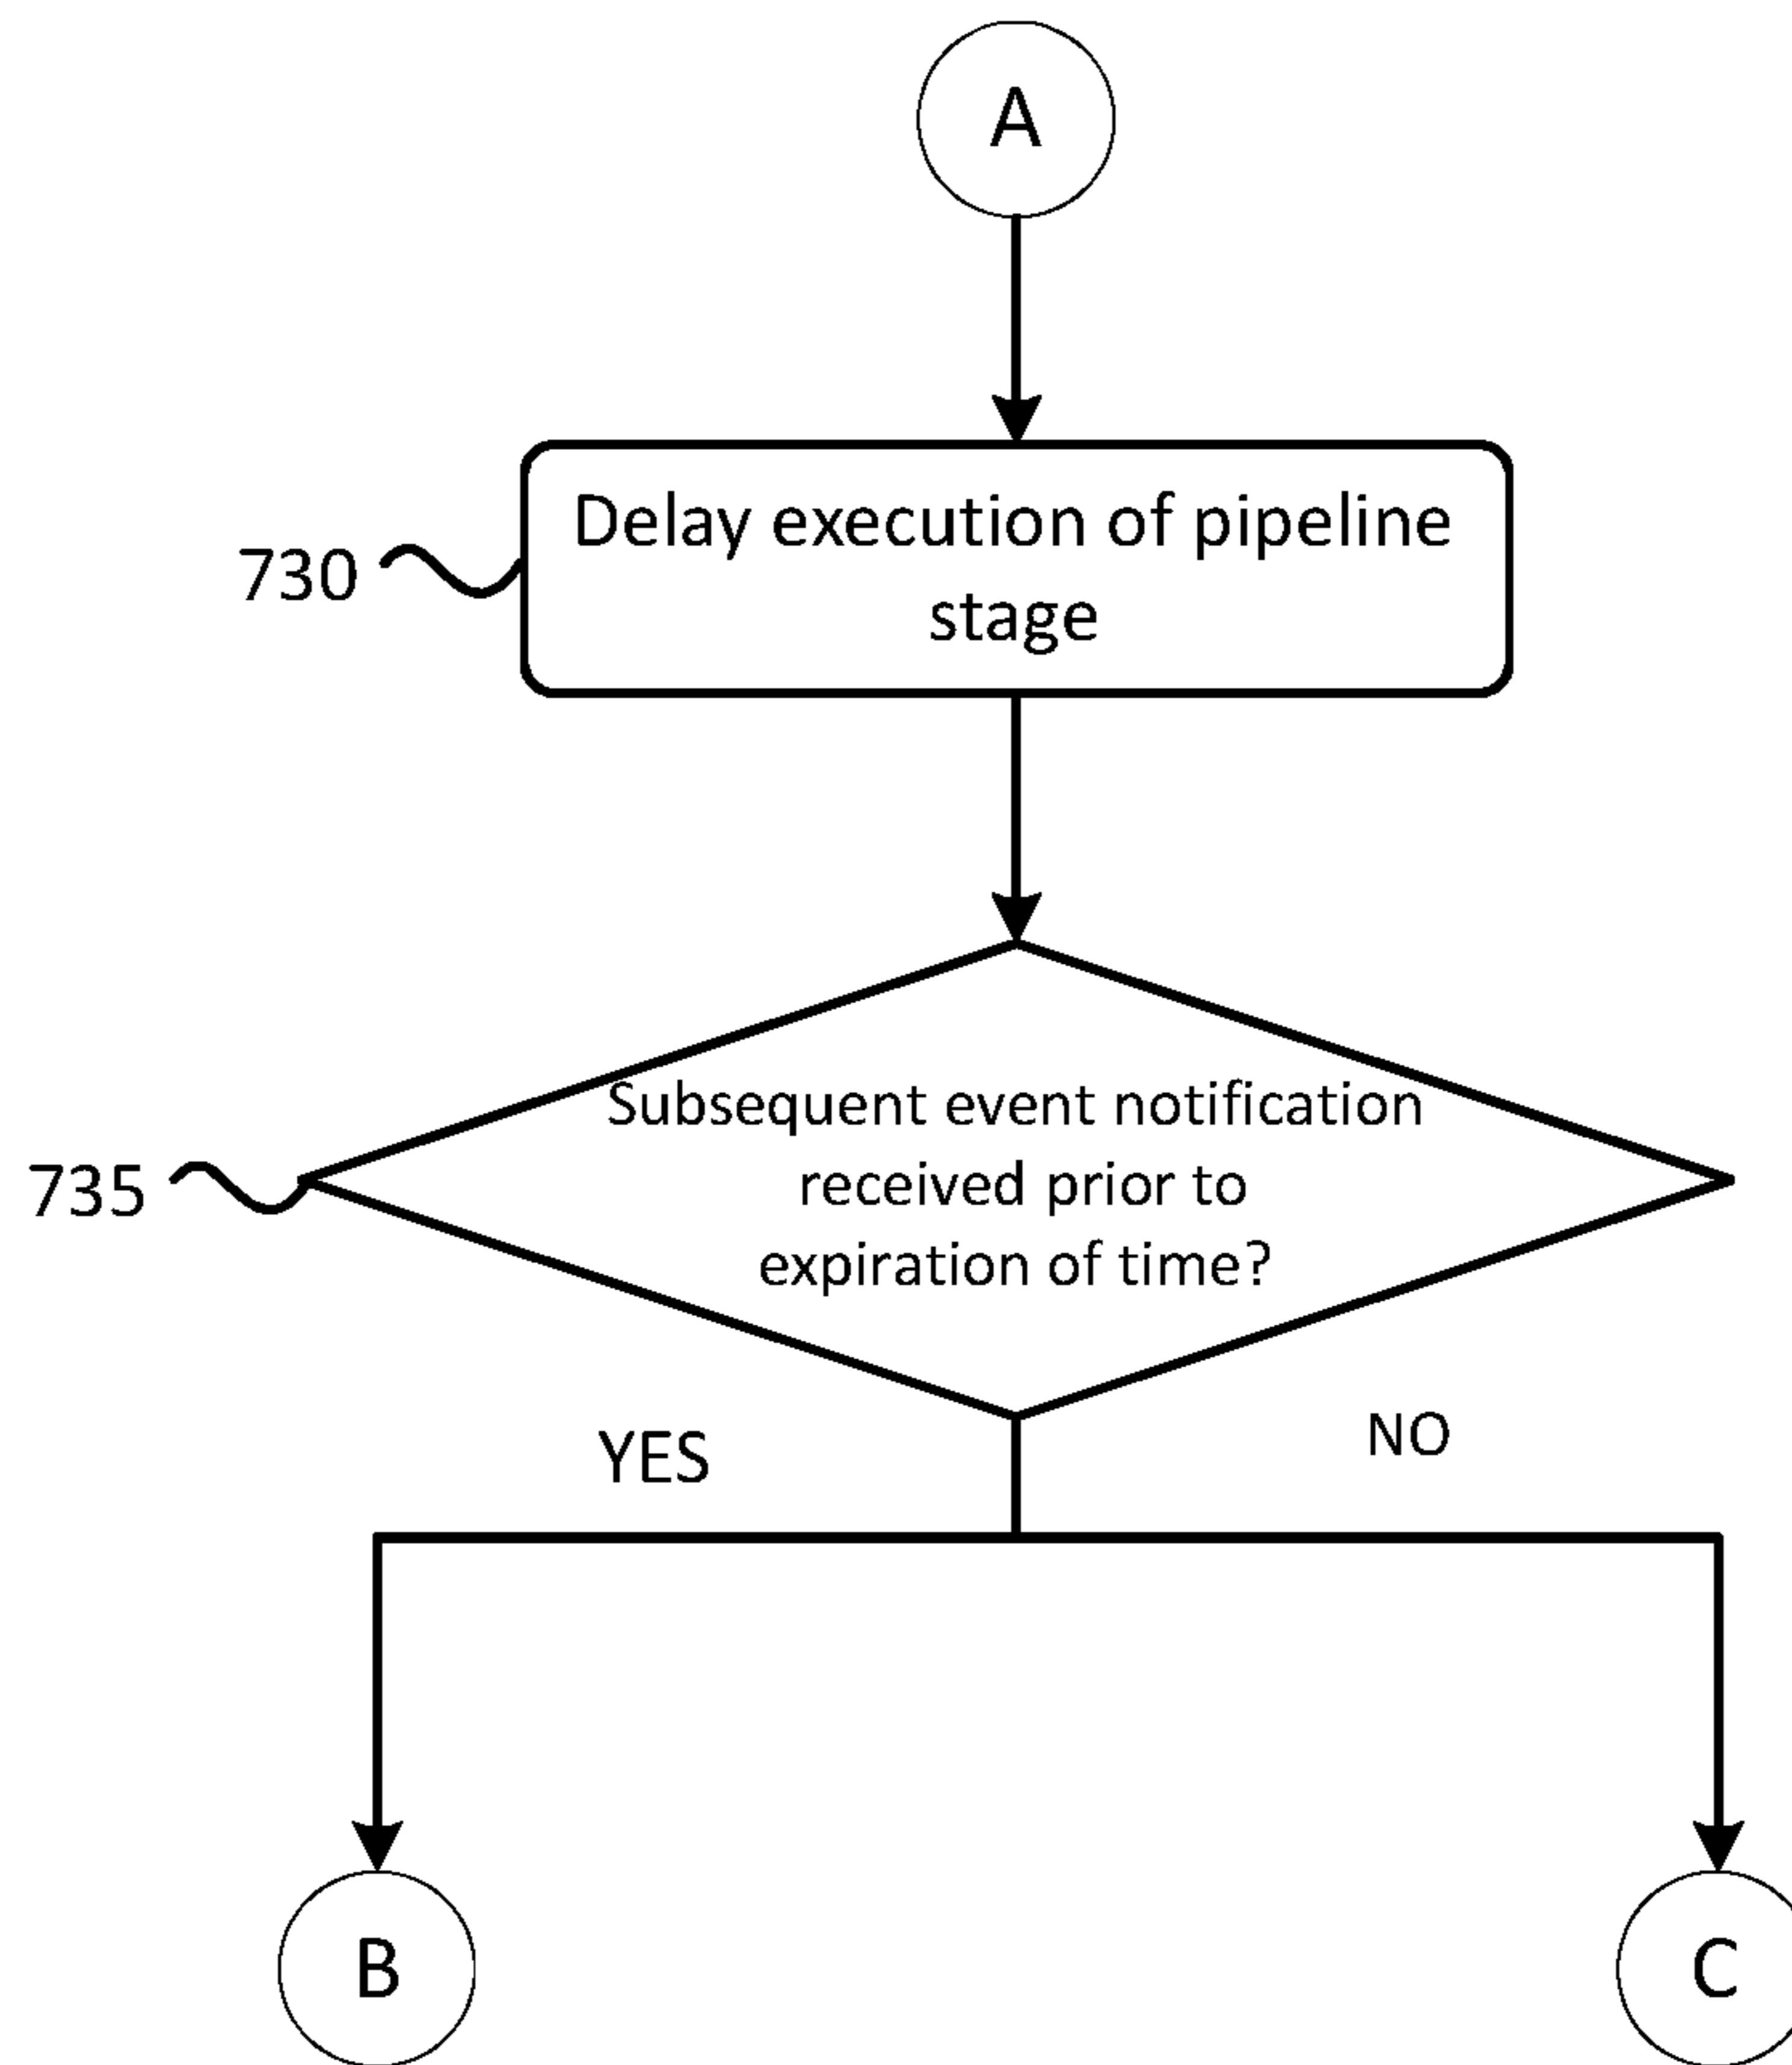 A
730
Delay execution of pipeline
stage
735
Subsequent event notification
received prior to
expiration of time?
YES
NO
B
C